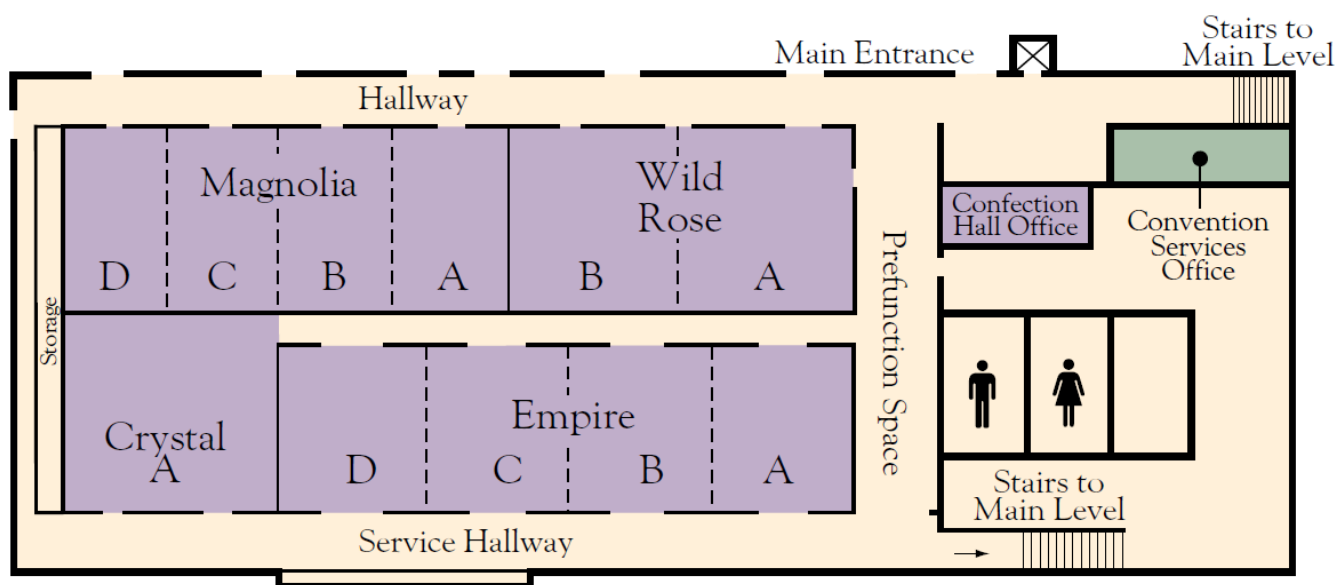 Stairs to
Main Level
Main Entrance
Hallway
Magnolia
Wild
Rose
D C B A B A
Confection
Hall Office
Convention
Services
Office
Prefunction Space
Storage
Crystal
A
Empire
D C B A
Stairs to
Main Level
Service Hallway